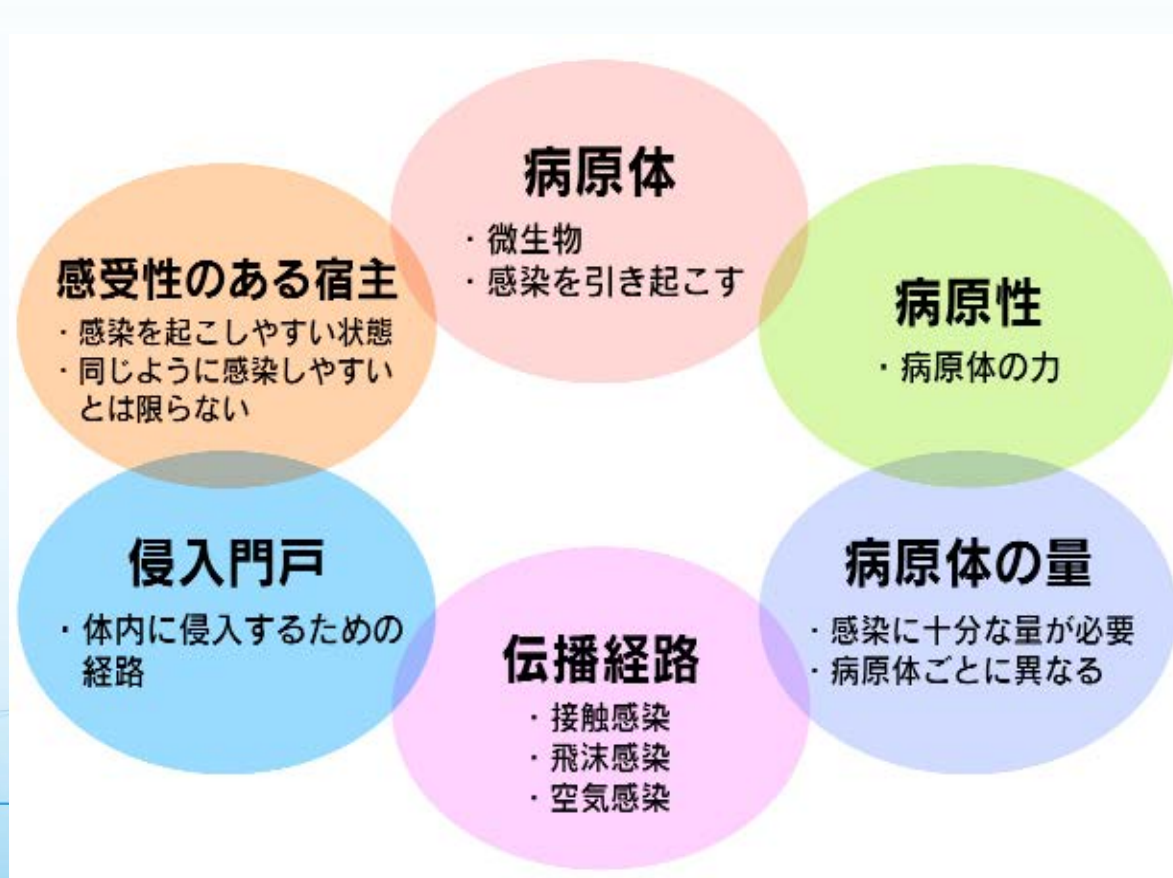 病原体
・微生物
・感染を引き起こす
病原性
・病原体の力
病原体の量
・感染に十分な量が必要
・病原体ごとに異なる
伝播経路
・接触感染
・飛沫感染
・空気感染
侵入門戸
・体内に侵入するための
経路
感受性のある宿主
・感染を起こしやすい状態
・同じように感染しやすい
とは限らない